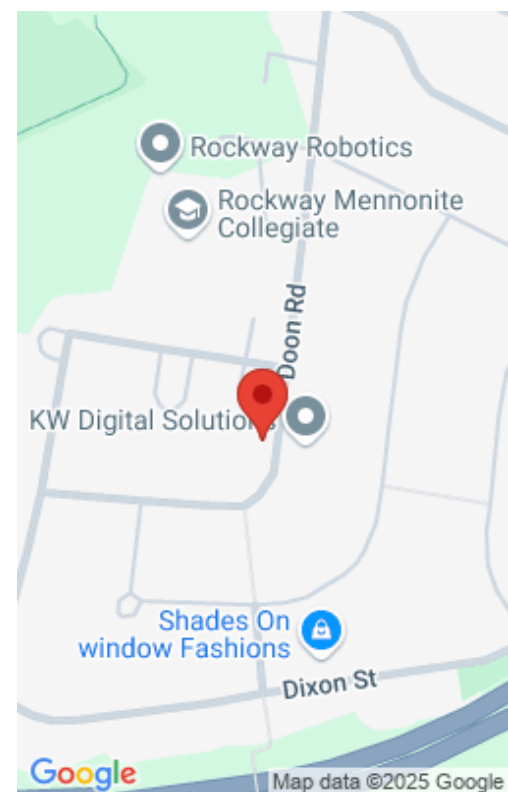 Rockway Robotics
Rockway Mennonite
Collegiate
Doon Rd
KW Digital Solutions
Shades On
window Fashions
Dixon St
Google
Map data ©2025 Google